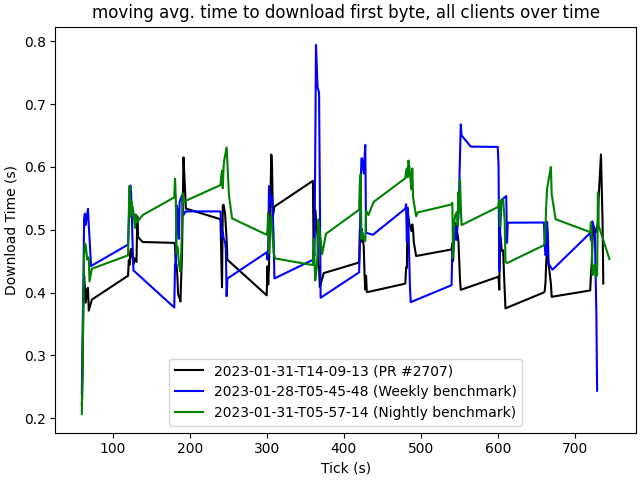 moving avg. time to download first byte, all clients over time
Download Time (s)
0.8
0.7
0.6
0.5
0.4
0.3
0.2
2023-01-31-T14-09-13 (PR #2707)
2023-01-28-T05-45-48 (Weekly benchmark)
2023-01-31-T05-57-14 (Nightly benchmark)
100 200 300 400 500 600 700
Tick (s)